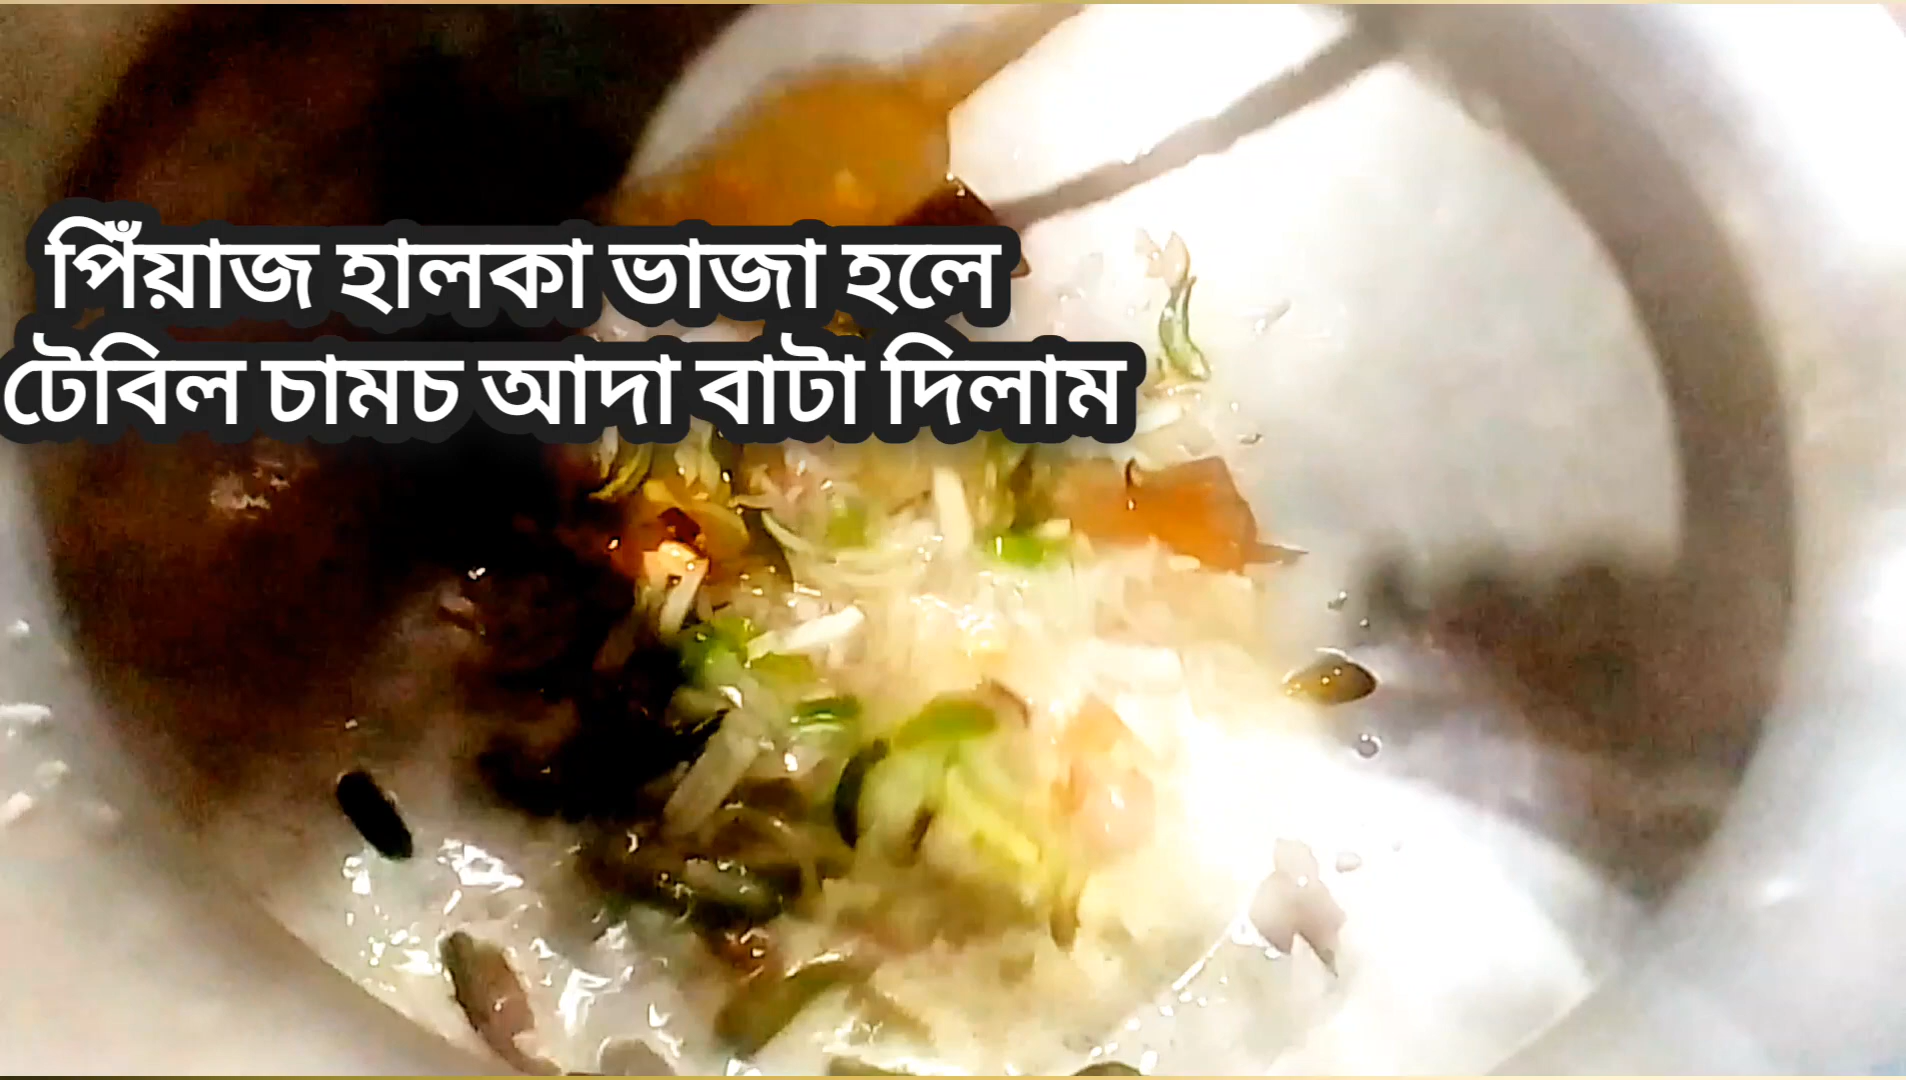 পিঁয়াজ হালকা ভাজা হলে
টেবিল চামচ আদা বাটা দিলাম